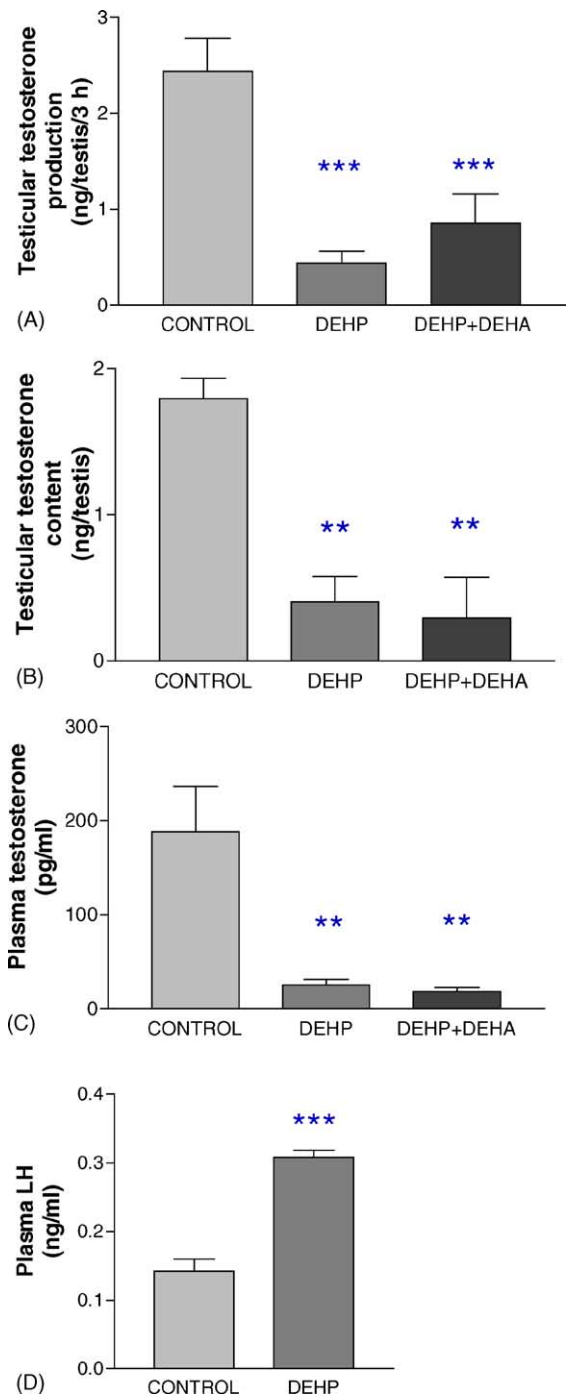 Testicular testosterone
production
(ng/testis/3 h)
3
2
1
0
***
***
CONTROL
DEHP
DEHP+DEHA
(A)
Testicular testosterone
content
(ng/testis)
2
1
0
**
**
CONTROL
DEHP
DEHP+DEHA
(B)
Plasma testosterone
(pg/ml)
300
200
100
0
**
**
CONTROL
DEHP
DEHP+DEHA
(C)
Plasma LH
(ng/ml)
0.4
0.3
0.2
0.1
0.0
***
CONTROL
DEHP
(D)